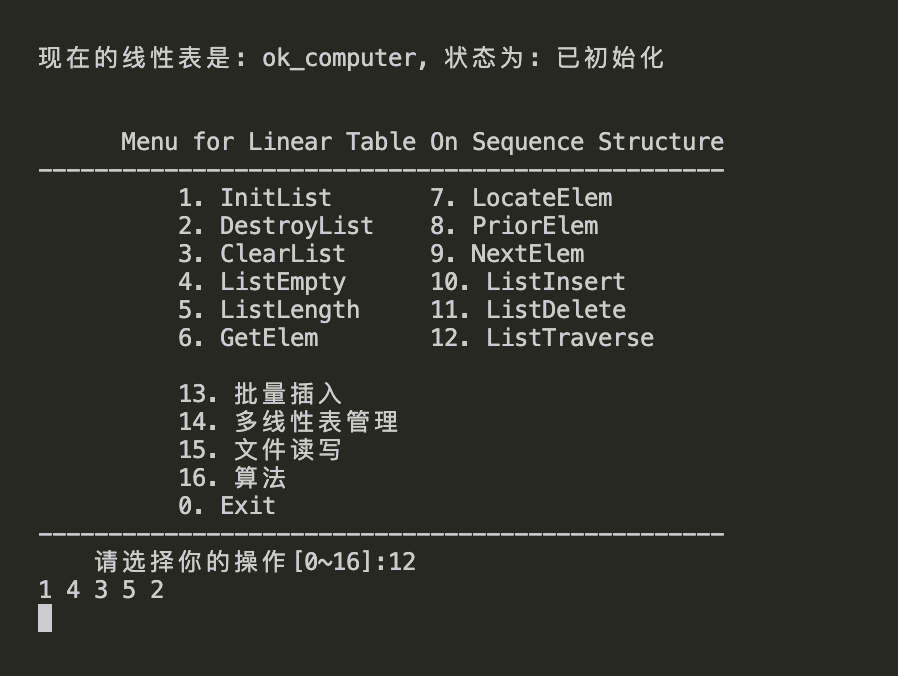 现在的线性表是: ok_computer, 状态为: 已初始化
Menu for Linear Table On Sequence Structure
-------------------------------------------------
1. InitList 7. LocateElem
2. DestroyList 8. PriorElem
3. ClearList 9. NextElem
4. ListEmpty 10. ListInsert
5. ListLength 11. ListDelete
6. GetElem 12. ListTraverse
13. 批量插入
14. 多线性表管理
15. 文件读写
16. 算法
0. Exit
-------------------------------------------------
请选择你的操作[0~16]:12
1 4 3 5 2